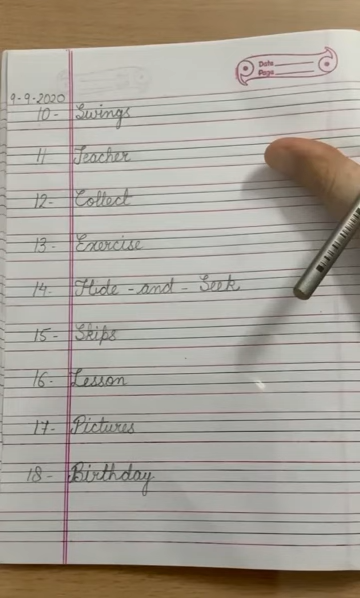 Date
Page
9-9-2020
10- Swings
11 Teacher
12- Collect
13- Exercise
14- Hide-and-Seek
15- Skips
16- Lesson
17- Pictures
18- Birthday